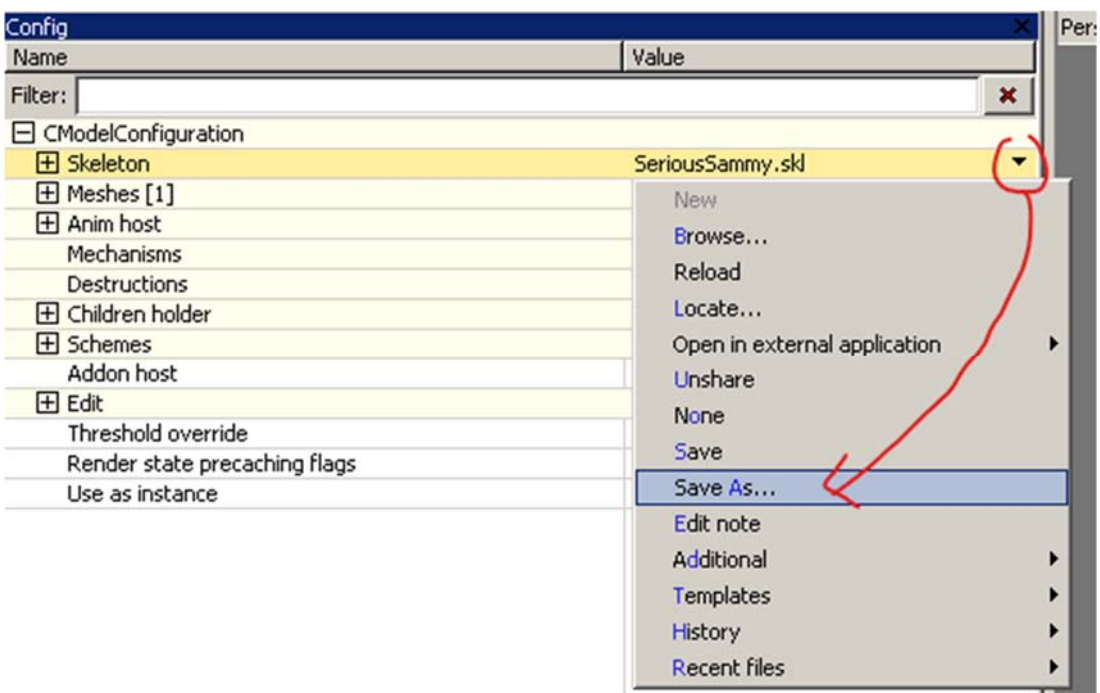 Config
Per
Name Value
Filter:
CModelConfiguration
Skeleton SeriousSammy.skl
Meshes [1]
Anim host
Mechanisms
Destructions
Children holder
Schemes
Addon host
Edit
Threshold override
Render state precaching flags
Use as instance
New
Browse...
Reload
Locate...
Open in external application
Unshare
None
Save
Save As...
Edit note
Additional
Templates
History
Recent files